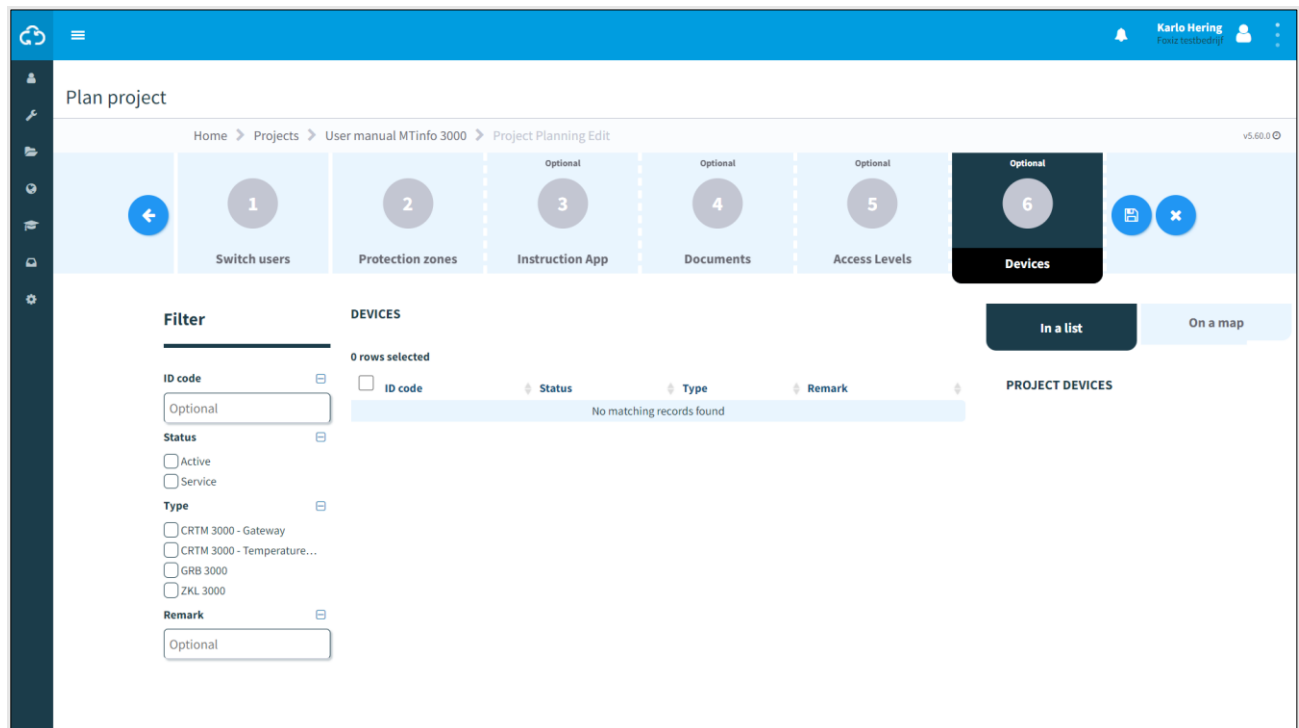 Karlo Hering
Foxiz testbedrijf
Plan project
Home Projects User manual MTinfo 3000 Project Planning Edit
v5.60.0
1
Switch users
2
Protection zones
Optional
3
Instruction App
Optional
4
Documents
Optional
5
Access Levels
Optional
6
Devices
Filter
ID code
Optional
Status
Active
Service
Type
CRTM 3000 - Gateway
CRTM 3000 - Temperature...
GRB 3000
ZKL 3000
Remark
Optional
DEVICES
0 rows selected
ID code Status Type Remark
No matching records found
In a list
On a map
PROJECT DEVICES